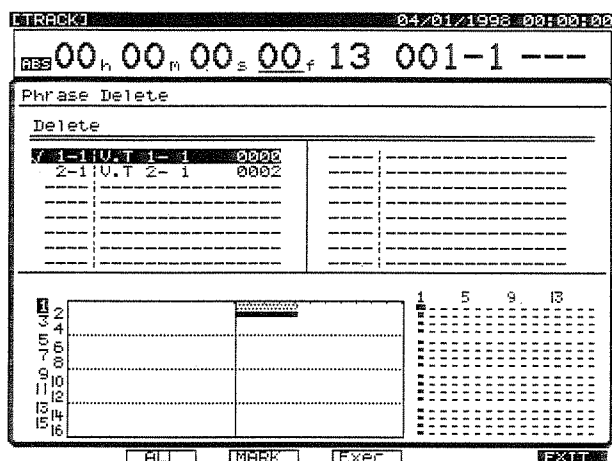 [TRACK] 04/01/1998 00:00:00
ABS 00h 00m 00s 00f 13 001-1 ---
Phrase Delete
Delete
✓ 1-1 V.T 1- 1 0000
2-1 V.T 2- 1 0002
1 5 9 13
1
2
3
4
5
6
7
8
9
10
11
12
13
14
15
16
ALL MARK Exec EXIT